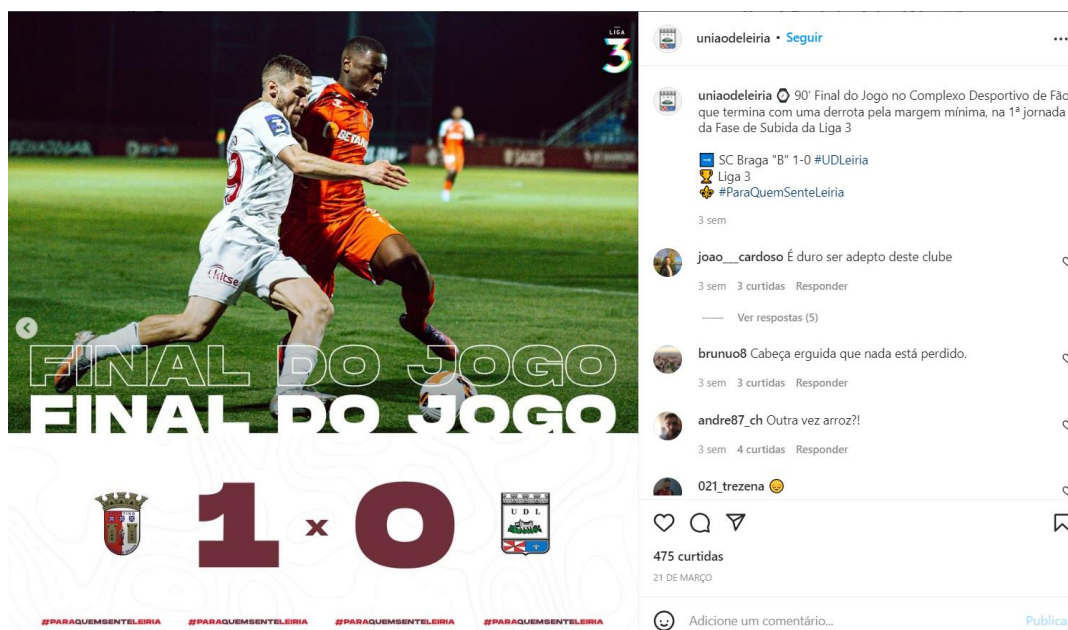 LIGA
3
3
9
kitsen
BETANO
FINAL DO JOGO
FINAL DO JOGO
1 x 0
U D L
#PARAQUEMSENTELEIRIA #PARAQUEMSENTELEIRIA #PARAQUEMSENTELEIRIA #PARAQUEMSENTELEIRIA
uniaodeleiria • Seguir
uniaodeleiria ⌚ 90' Final do Jogo no Complexo Desportivo de Fão
que termina com uma derrota pela margem mínima, na 1ª jornada
da Fase de Subida da Liga 3
➡ SC Braga "B" 1-0 #UDLeiria
🏆 Liga 3
⚜ #ParaQuemSenteLeiria
3 sem
joao___cardoso É duro ser adepto deste clube
3 sem 3 curtidas Responder
Ver respostas (5)
brunuo8 Cabeça erguida que nada está perdido.
3 sem 3 curtidas Responder
andre87_ch Outra vez arroz?!
3 sem 4 curtidas Responder
021_trezena 😞
475 curtidas
21 DE MARÇO
Adicione um comentário...
Publicar